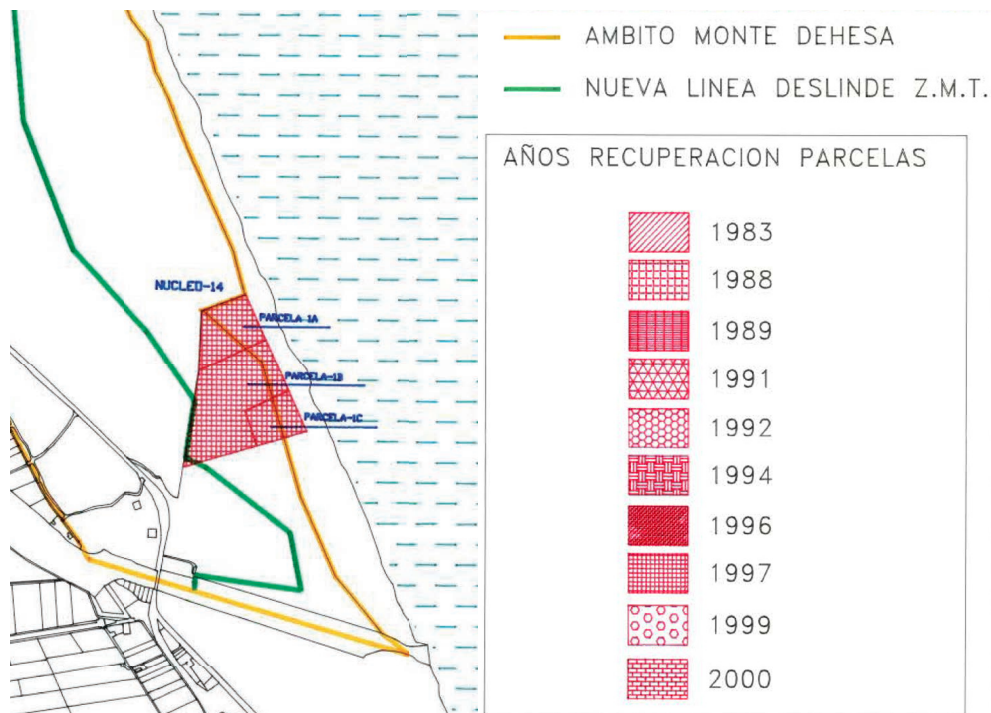 NUCLEO-14
PARCELA-1A
PARCELA-1B
PARCELA-1C
AMBITO MONTE DEHESA
NUEVA LINEA DESLINDE Z.M.T.
AÑOS RECUPERACION PARCELAS
1983
1988
1989
1991
1992
1994
1996
1997
1999
2000